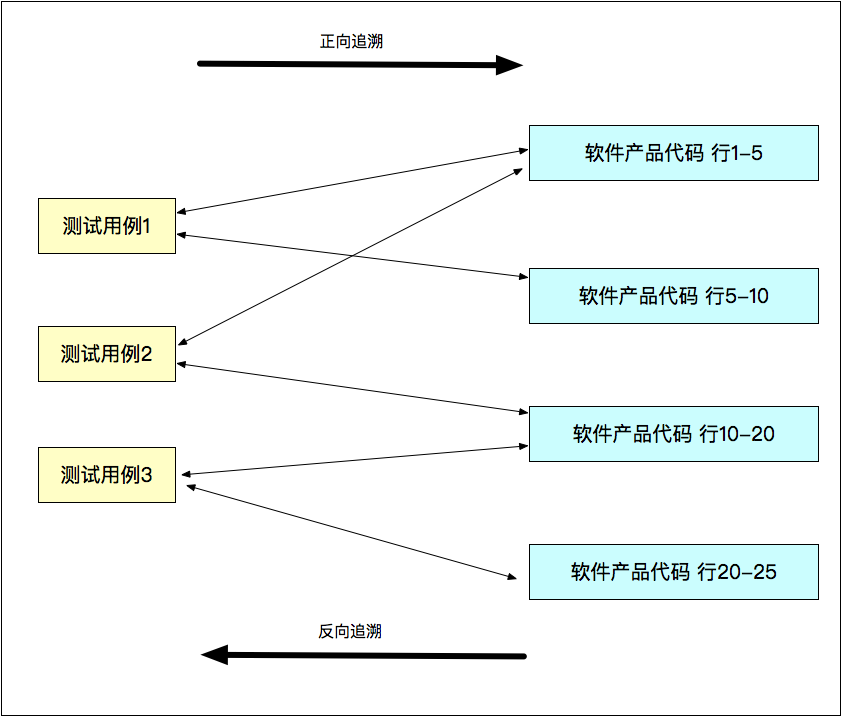 正向追溯
软件产品代码 行1-5
测试用例1
软件产品代码 行5-10
测试用例2
软件产品代码 行10-20
测试用例3
软件产品代码 行20-25
反向追溯